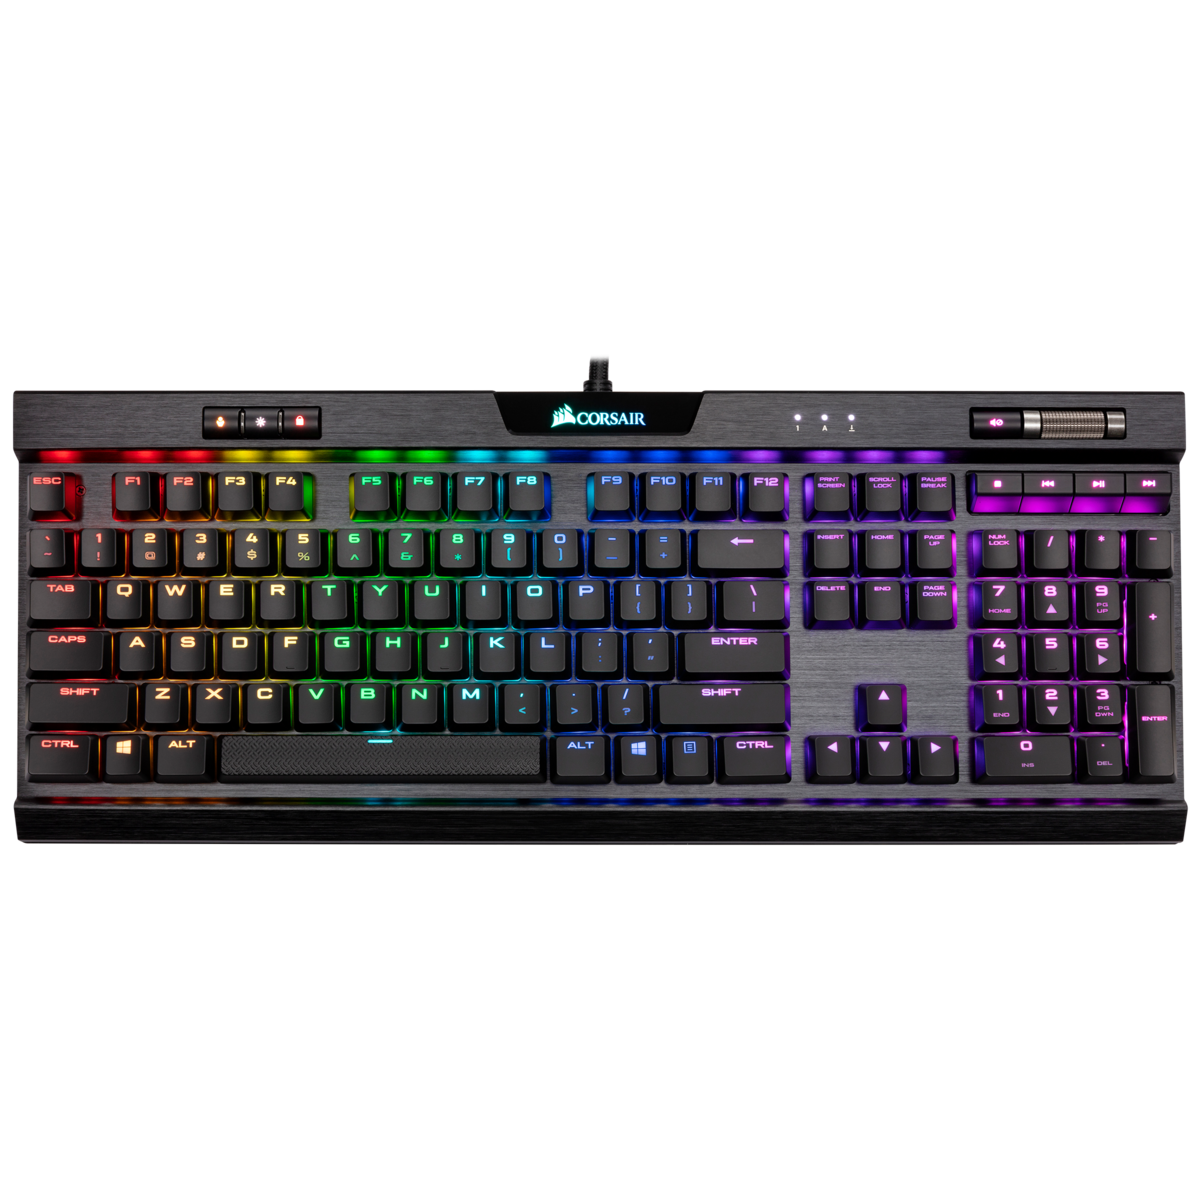 CORSAIR
1 A ⤓
ESC F1 F2 F3 F4 F5 F6 F7 F8 F9 F10 F11 F12 PRINT SCREEN SCROLL LOCK PAUSE BREAK
` 1 2 3 4 5 6 7 8 9 0 - = INSERT HOME PAGE UP NUM LOCK / * -
~ ! @ # $ % ^ & * ( ) _ +
TAB Q W E R T Y U I O P [ ] \ DELETE END PAGE DOWN 7 8 9 +
{ } | HOME PG UP
CAPS A S D F G H J K L ; ' ENTER 4 5 6
: "
SHIFT Z X C V B N M , . / SHIFT 1 2 3 ENTER
< > ? END PG DWN
CTRL ALT ALT CTRL 0 .
INS DEL